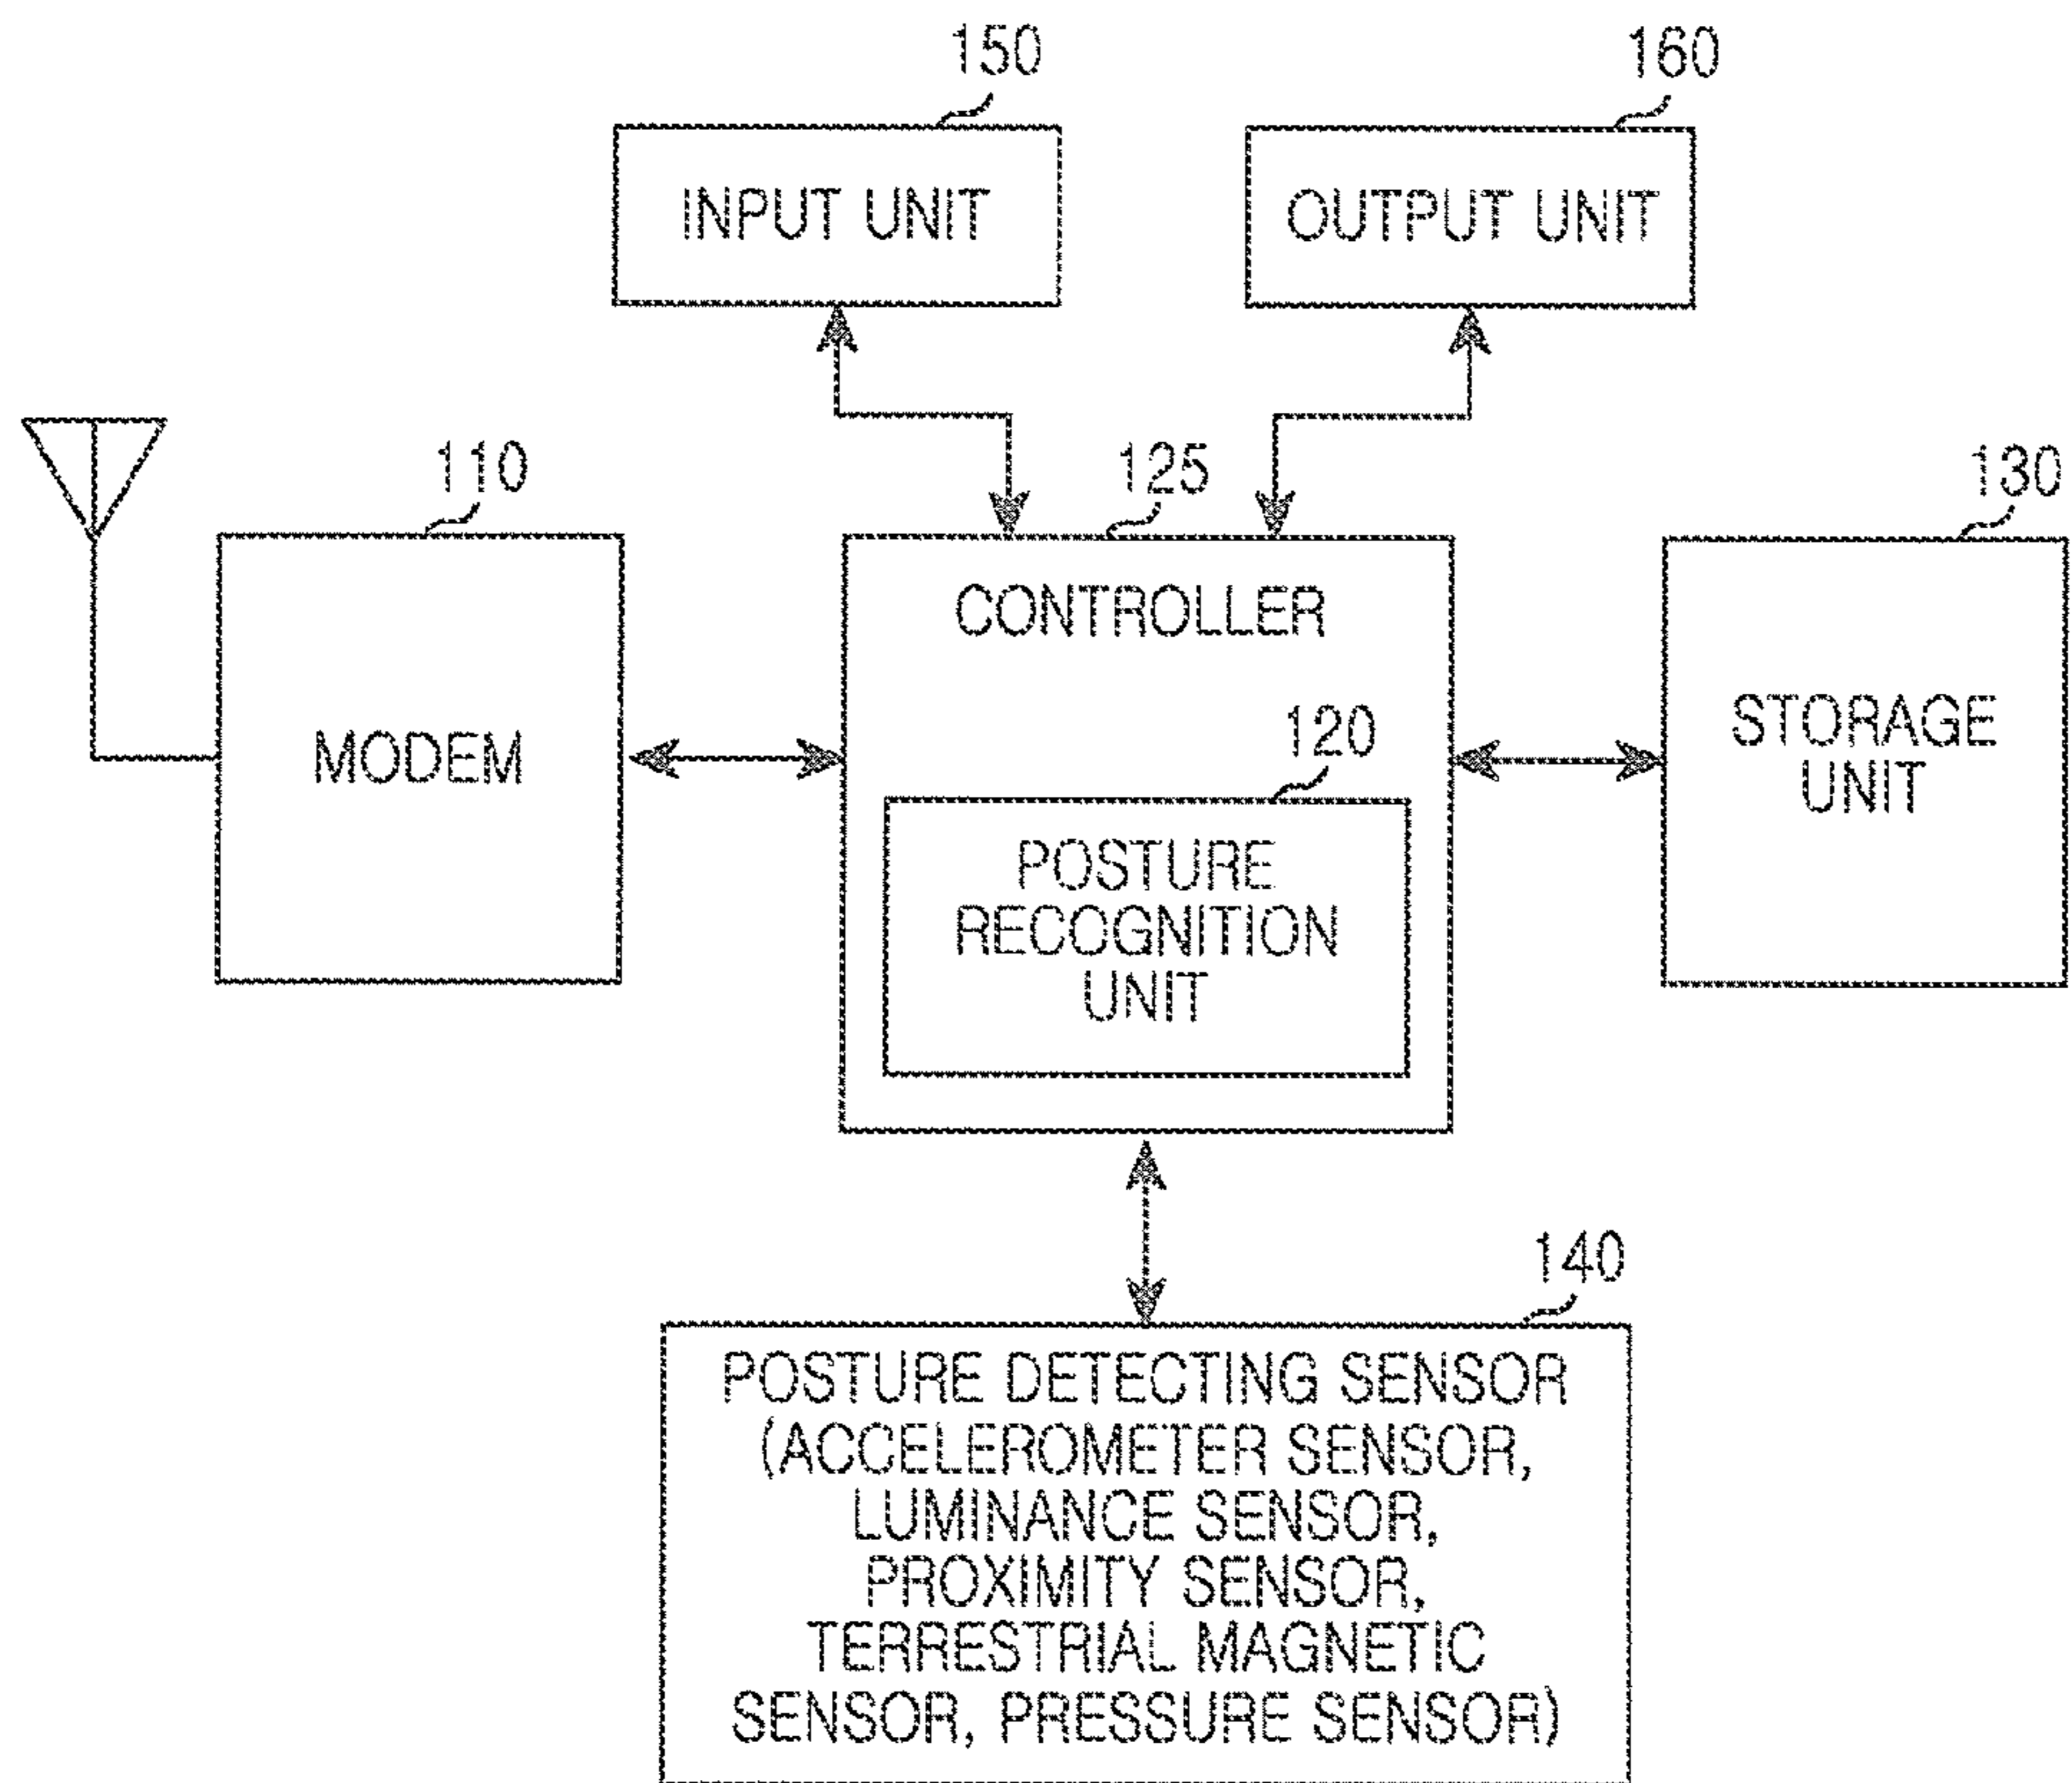 150
160
INPUT UNIT
OUTPUT UNIT
110
125
130
CONTROLLER
MODEM
STORAGE
UNIT
120
POSTURE
RECOGNITION
UNIT
140
POSTURE DETECTING SENSOR
(ACCELEROMETER SENSOR,
LUMINANCE SENSOR,
PROXIMITY SENSOR,
TERRESTRIAL MAGNETIC
SENSOR, PRESSURE SENSOR)